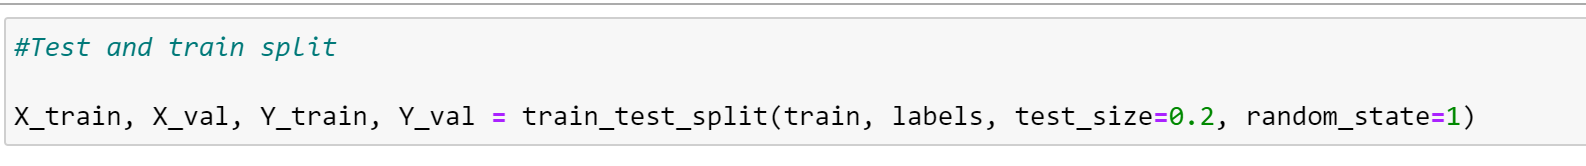 #Test and train split
X_train, X_val, Y_train, Y_val = train_test_split(train, labels, test_size=0.2, random_state=1)